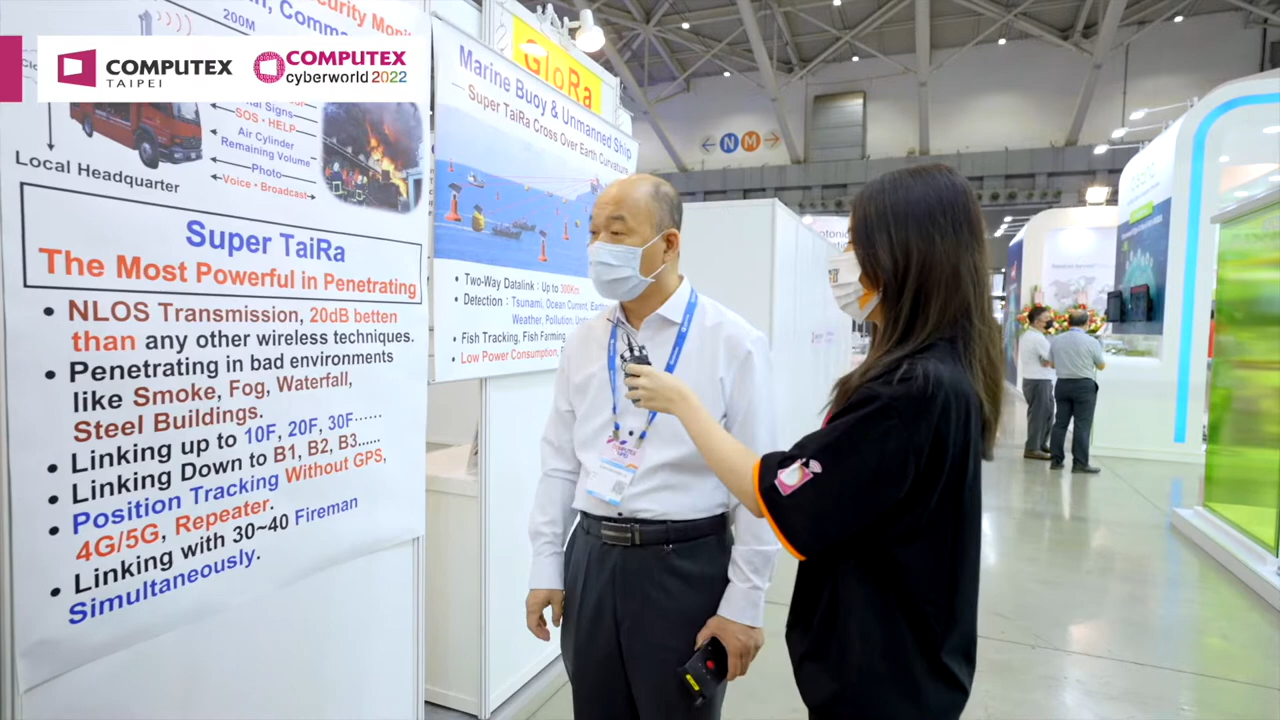 COMPUTEX
TAIPEI
COMPUTEX
cyberworld 2022
200M
SOS・HELP
Air Cylinder
Remaining Volume
Photo
Voice・Broadcast
Local Headquarter
Super TaiRa
The Most Powerful in Penetrating
• NLOS Transmission, 20dB betten
than any other wireless techniques.
• Penetrating in bad environments
like Smoke, Fog, Waterfall,
Steel Buildings.
• Linking up to 10F, 20F, 30F......
• Linking Down to B1, B2, B3.....
• Position Tracking Without GPS,
4G/5G, Repeater.
• Linking with 30~40 Fireman
Simultaneously.
GloRa
Marine Buoy & Unmanned Ship
Super TaiRa Cross Over Earth Curvature
• Two-Way Datalink : Up to 300Km
• Detection : Tsunami, Ocean Current,
Weather, Pollution,
Fish Tracking, Fish Farming
• Low Power Consumption,
N M